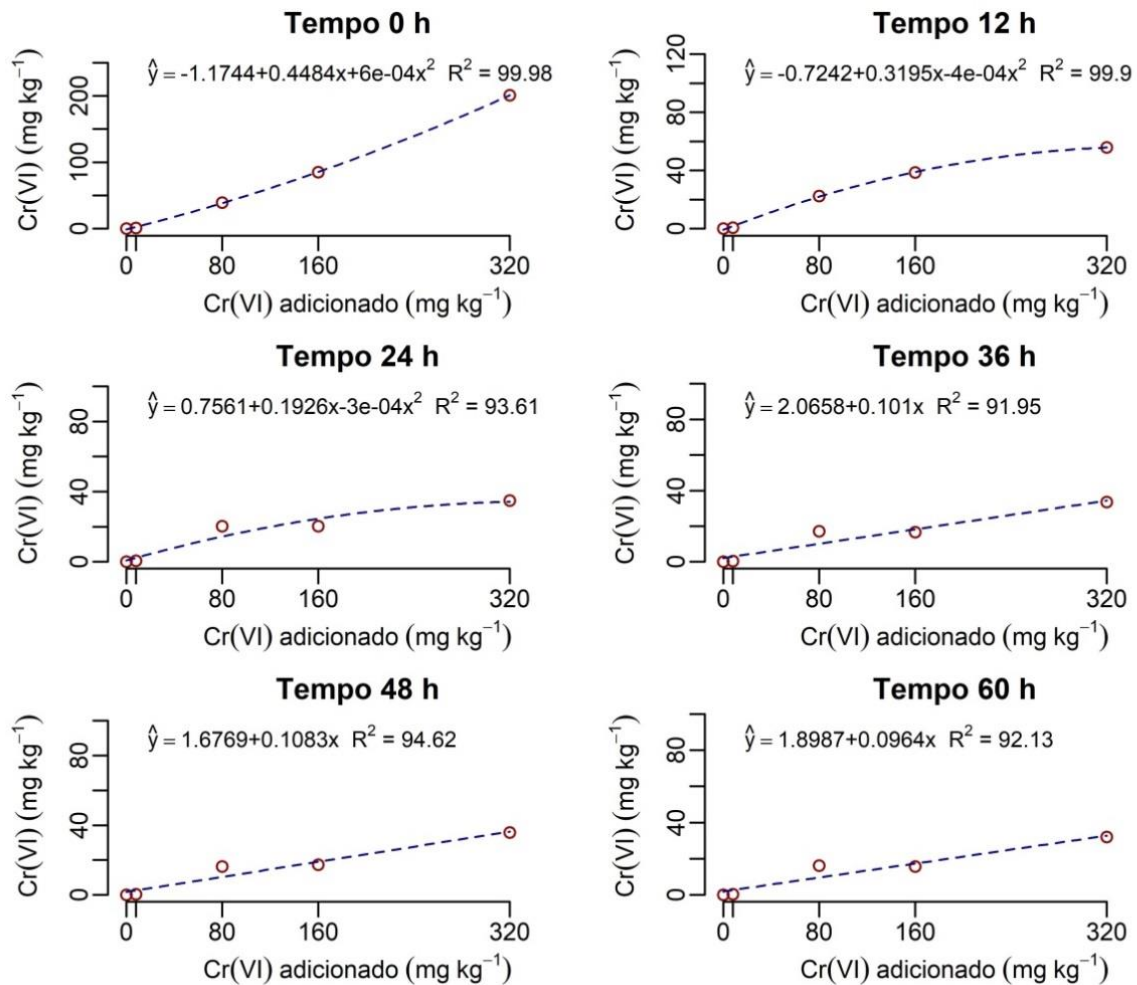 Tempo 0 h
ŷ = -1.1744+0.4484x+6e-04x² R² = 99.98
Cr(VI) (mg kg⁻¹)
0 100 200
0 80 160 320
Cr(VI) adicionado (mg kg⁻¹)
Tempo 12 h
ŷ = -0.7242+0.3195x-4e-04x² R² = 99.9
Cr(VI) (mg kg⁻¹)
0 40 80 120
0 80 160 320
Cr(VI) adicionado (mg kg⁻¹)
Tempo 24 h
ŷ = 0.7561+0.1926x-3e-04x² R² = 93.61
Cr(VI) (mg kg⁻¹)
0 40 80
0 80 160 320
Cr(VI) adicionado (mg kg⁻¹)
Tempo 36 h
ŷ = 2.0658+0.101x R² = 91.95
Cr(VI) (mg kg⁻¹)
0 40 80
0 80 160 320
Cr(VI) adicionado (mg kg⁻¹)
Tempo 48 h
ŷ = 1.6769+0.1083x R² = 94.62
Cr(VI) (mg kg⁻¹)
0 40 80
0 80 160 320
Cr(VI) adicionado (mg kg⁻¹)
Tempo 60 h
ŷ = 1.8987+0.0964x R² = 92.13
Cr(VI) (mg kg⁻¹)
0 40 80
0 80 160 320
Cr(VI) adicionado (mg kg⁻¹)